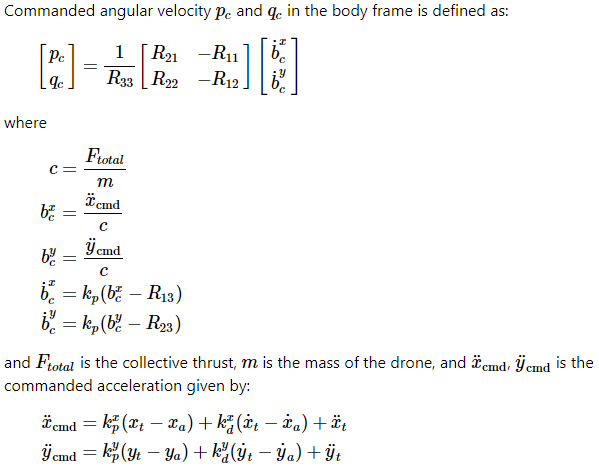 Commanded angular velocity $p_c$ and $q_c$ in the body frame is defined as:
$$\begin{bmatrix} p_c \\ q_c \end{bmatrix} = \frac{1}{R_{33}} \begin{bmatrix} R_{21} & -R_{11} \\ R_{22} & -R_{12} \end{bmatrix} \begin{bmatrix} \dot{b}_c^x \\ \dot{b}_c^y \end{bmatrix}$$
where
$$c = \frac{F_{total}}{m}$$
$$b_c^x = \frac{\ddot{x}_{\text{cmd}}}{c}$$
$$b_c^y = \frac{\ddot{y}_{\text{cmd}}}{c}$$
$$\dot{b}_c^x = k_p(b_c^x - R_{13})$$
$$\dot{b}_c^y = k_p(b_c^y - R_{23})$$
and $F_{total}$ is the collective thrust, $m$ is the mass of the drone, and $\ddot{x}_{\text{cmd}}, \ddot{y}_{\text{cmd}}$ is the
commanded acceleration given by:
$$\ddot{x}_{\text{cmd}} = k_p^x(x_t - x_a) + k_d^x(\dot{x}_t - \dot{x}_a) + \ddot{x}_t$$
$$\ddot{y}_{\text{cmd}} = k_p^y(y_t - y_a) + k_d^y(\dot{y}_t - \dot{y}_a) + \ddot{y}_t$$